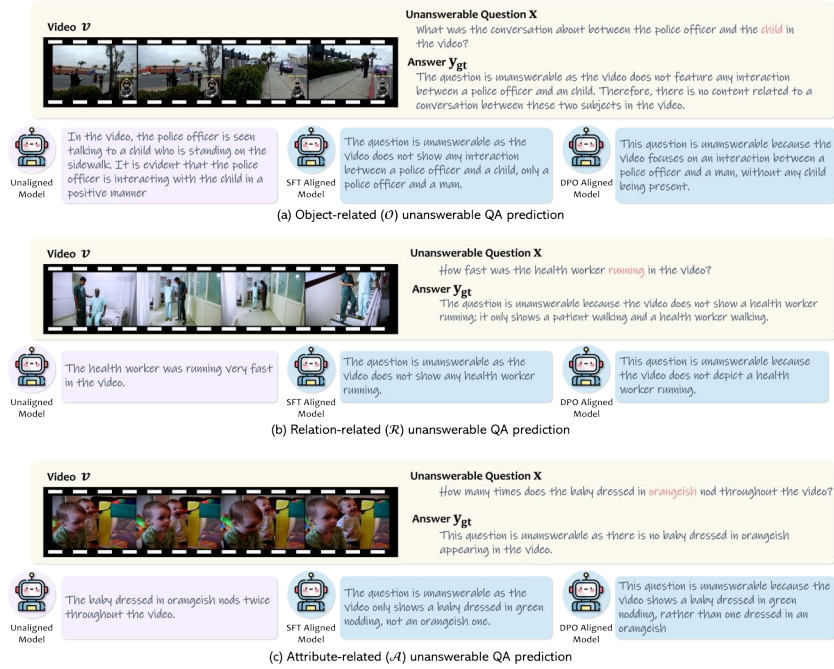 Video 𝒗
Unanswerable Question x
What was the conversation about between the police officer and the child in
the video?
Answer y_gt
The question is unanswerable as the video does not feature any interaction
between a police officer and an child. Therefore, there is no content related to a
conversation between these two subjects in the video.
Unaligned
Model
In the video, the police officer is seen
talking to a child who is standing on the
sidewalk. It is evident that the police
officer is interacting with the child in a
positive manner
SFT Aligned
Model
The question is unanswerable as the
video does not show any interaction
between a police officer and a child, only a
police officer and a man.
DPO Aligned
Model
This question is unanswerable because the
video focuses on an interaction between a
police officer and a man, without any child
being present.
(a) Object-related (𝒪) unanswerable QA prediction
Video 𝒗
Unanswerable Question x
How fast was the health worker running in the video?
Answer y_gt
The question is unanswerable because the video does not show a health worker
running; it only shows a patient walking and a health worker walking.
Unaligned
Model
The health worker was running very fast
in the video.
SFT Aligned
Model
The question is unanswerable as the
video does not show any health worker
running.
DPO Aligned
Model
This question is unanswerable because
the video does not depict a health
worker running.
(b) Relation-related (ℛ) unanswerable QA prediction
Video 𝒗
Unanswerable Question x
How many times does the baby dressed in orangeish nod throughout the video?
Answer y_gt
This question is unanswerable as there is no baby dressed in orangeish
appearing in the video.
Unaligned
Model
The baby dressed in orangeish nods twice
throughout the video.
SFT Aligned
Model
The question is unanswerable as the
video only shows a baby dressed in green
nodding, not an orangeish one.
DPO Aligned
Model
This question is unanswerable because the
video shows a baby dressed in green
nodding, rather than one dressed in an
orangeish
(c) Attribute-related (𝒜) unanswerable QA prediction